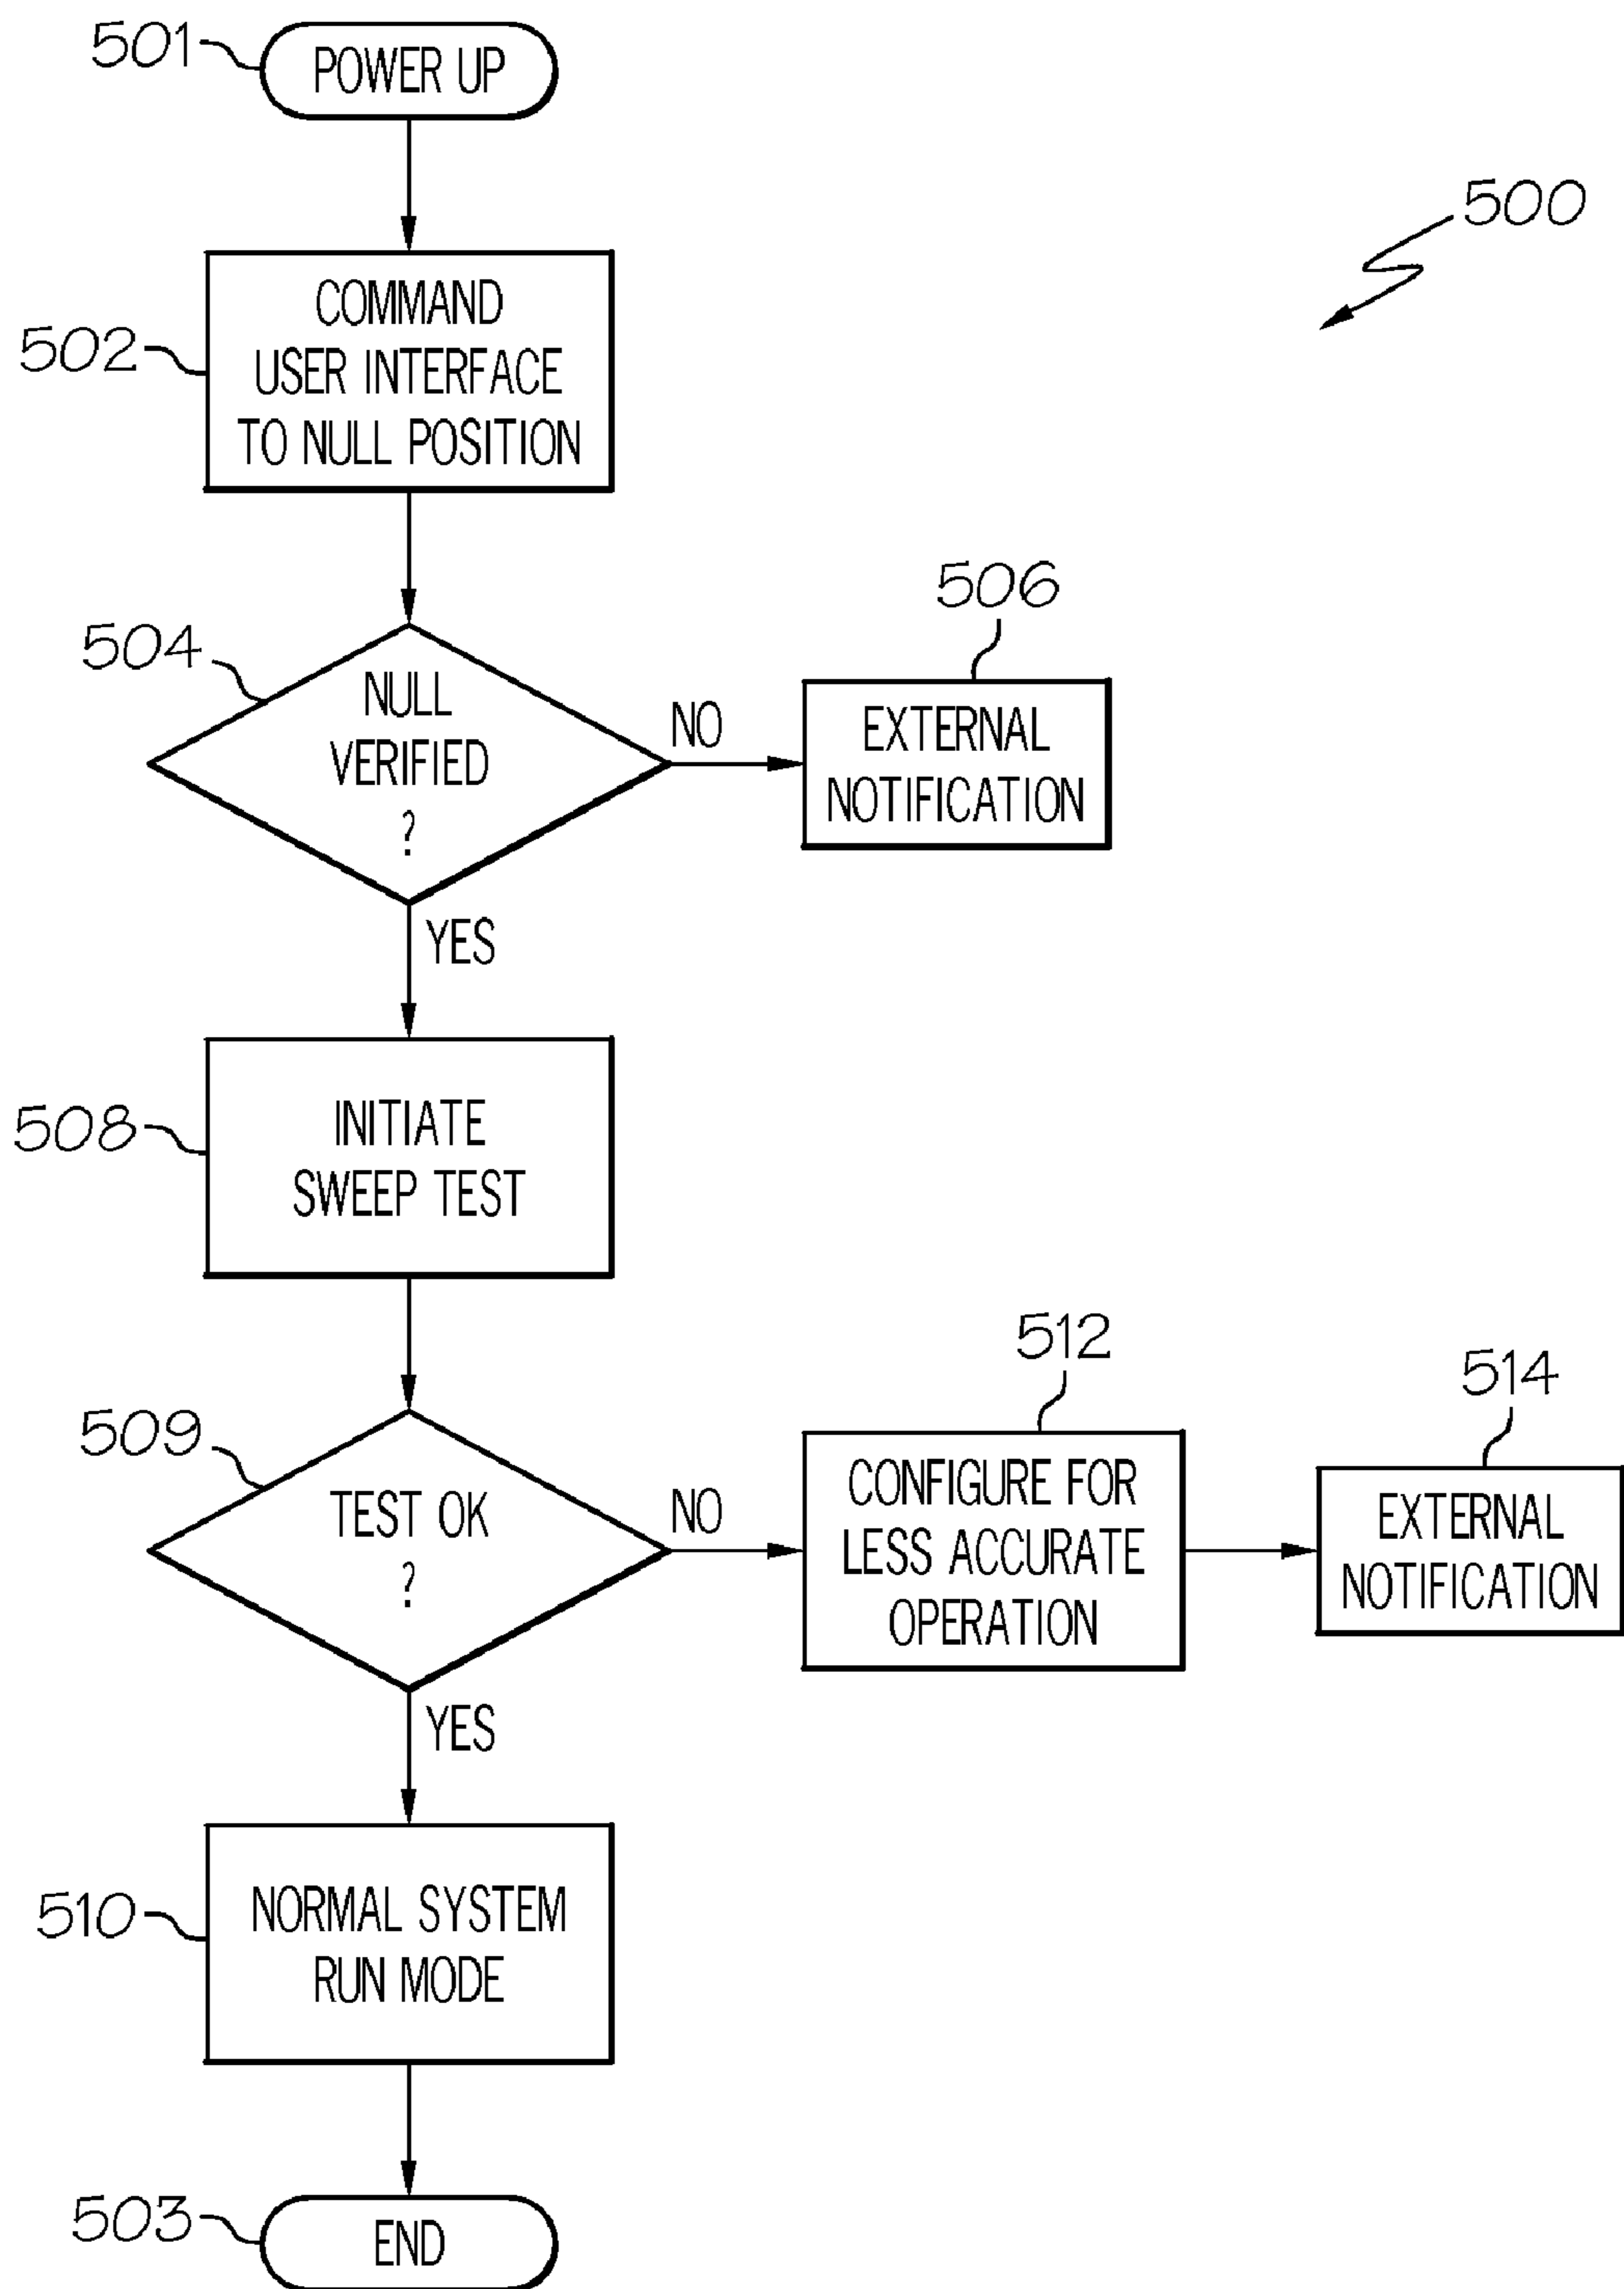 501
POWER UP
500
502
COMMAND
USER INTERFACE
TO NULL POSITION
504
NULL
VERIFIED
?
NO
506
EXTERNAL
NOTIFICATION
YES
508
INITIATE
SWEEP TEST
509
TEST OK
?
NO
512
CONFIGURE FOR
LESS ACCURATE
OPERATION
514
EXTERNAL
NOTIFICATION
YES
510
NORMAL SYSTEM
RUN MODE
503
END